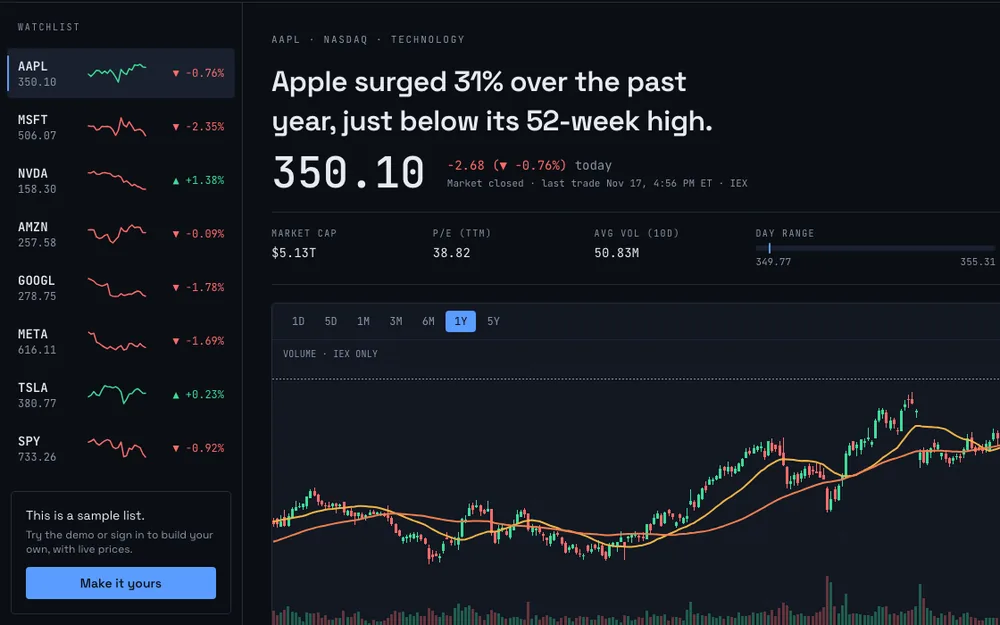 WATCHLIST
AAPL
350.10
▼ -0.76%
MSFT
506.07
▼ -2.35%
NVDA
158.30
▲ +1.38%
AMZN
257.58
▼ -0.09%
GOOGL
278.75
▼ -1.78%
META
616.11
▼ -1.69%
TSLA
380.77
▲ +0.23%
SPY
733.26
▼ -0.92%
This is a sample list.
Try the demo or sign in to build your
own, with live prices.
Make it yours
AAPL · NASDAQ · TECHNOLOGY
Apple surged 31% over the past
year, just below its 52-week high.
350.10
-2.68 (▼ -0.76%) today
Market closed · last trade Nov 17, 4:56 PM ET · IEX
MARKET CAP
$5.13T
P/E (TTM)
38.82
AVG VOL (10D)
50.83M
DAY RANGE
349.77 355.31
1D 5D 1M 3M 6M 1Y 5Y
VOLUME · IEX ONLY